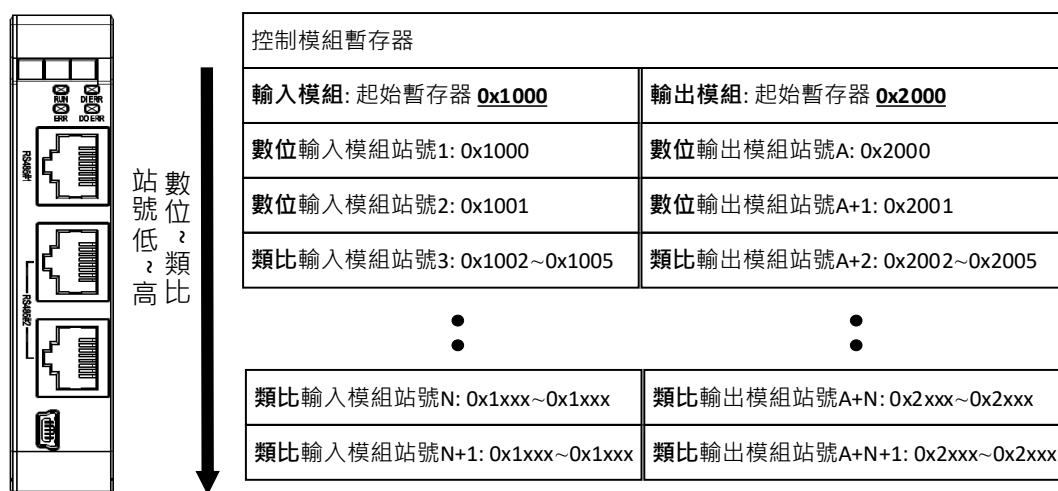 RUN
DI ERR
ERR
DO ERR
RS485#1
RS485#2
數位~類比
站號低~高
控制模組暫存器
輸入模組: 起始暫存器 0x1000
輸出模組: 起始暫存器 0x2000
數位輸入模組站號1: 0x1000
數位輸出模組站號A: 0x2000
數位輸入模組站號2: 0x1001
數位輸出模組站號A+1: 0x2001
類比輸入模組站號3: 0x1002~0x1005
類比輸出模組站號A+2: 0x2002~0x2005
類比輸入模組站號N: 0x1xxx~0x1xxx
類比輸出模組站號A+N: 0x2xxx~0x2xxx
類比輸入模組站號N+1: 0x1xxx~0x1xxx
類比輸出模組站號A+N+1: 0x2xxx~0x2xxx